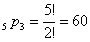 ₅p₃ = 5!/2! = 60